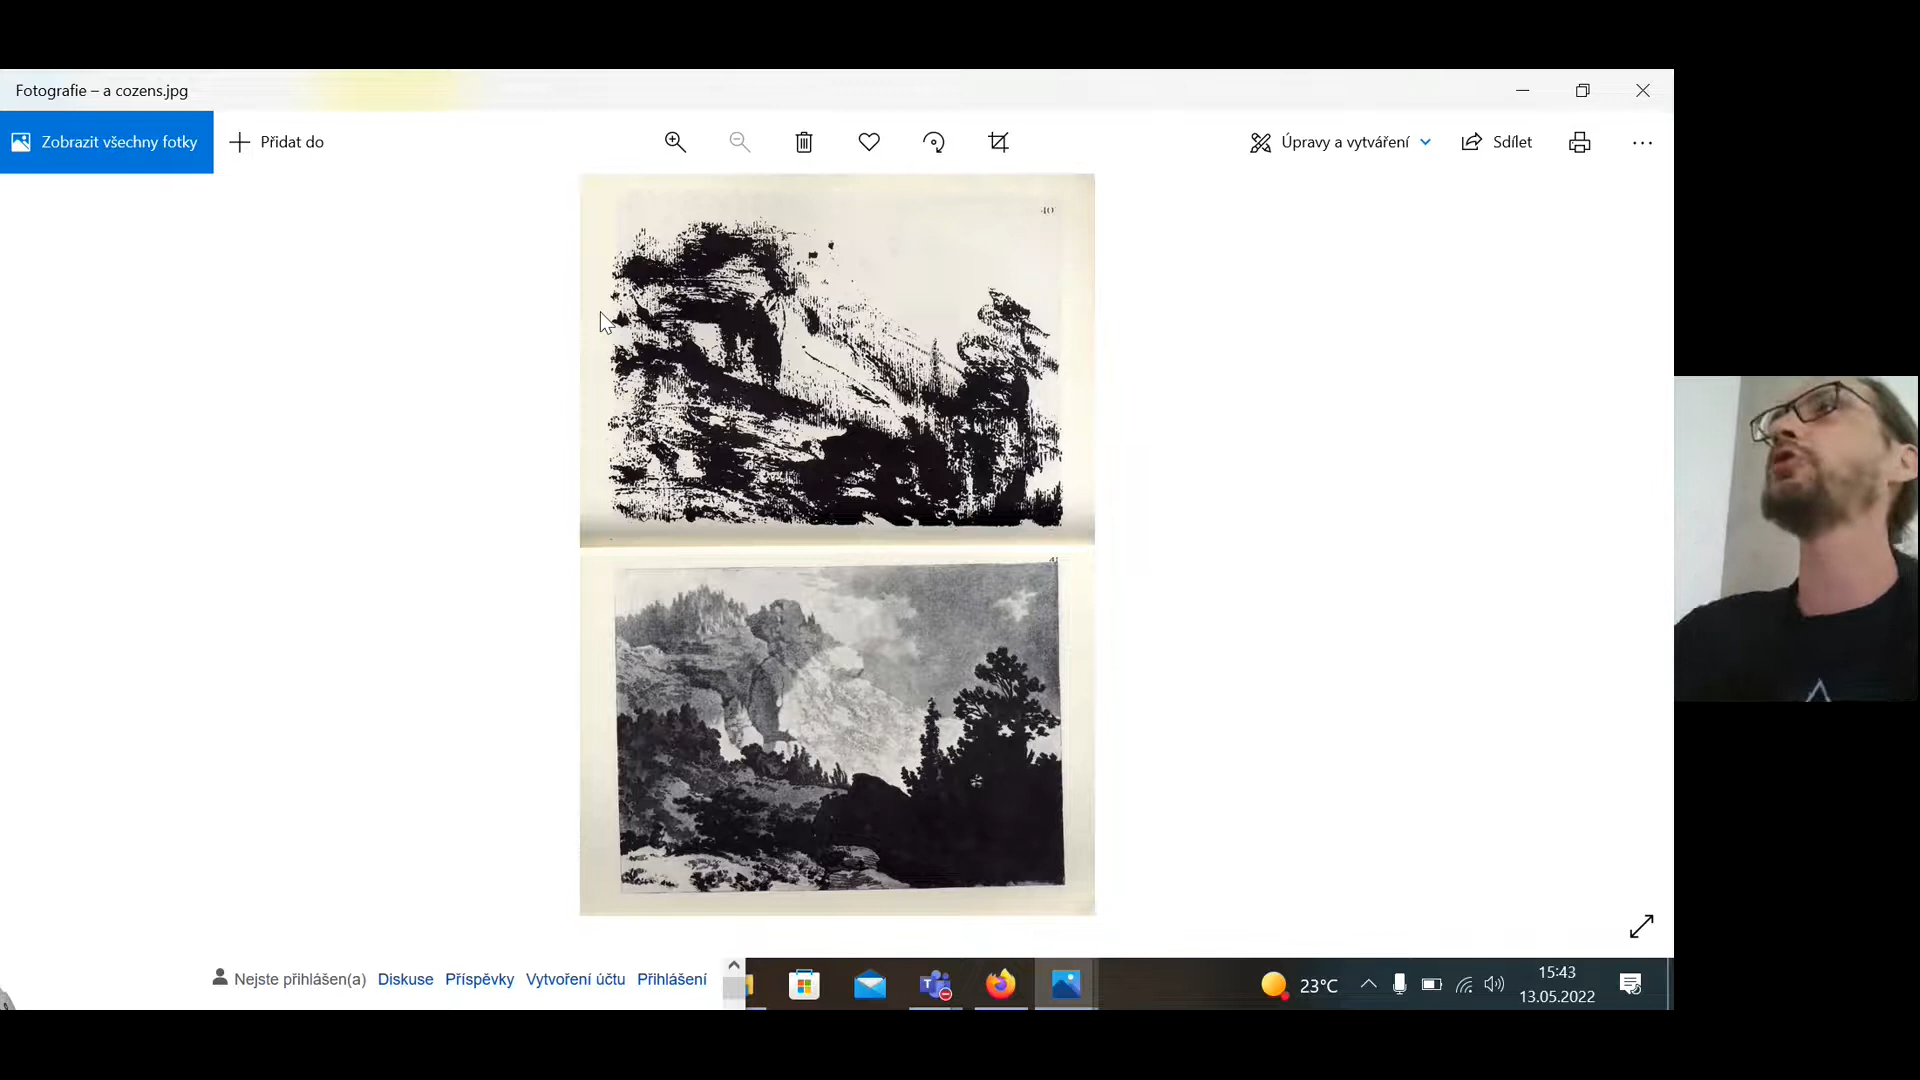 Fotografie – a cozens.jpg
Zobrazit všechny fotky
Přidat do
Úpravy a vytváření
Sdílet
40
41
Nejste přihlášen(a) Diskuse Příspěvky Vytvoření účtu Přihlášení
23°C
15:43
13.05.2022